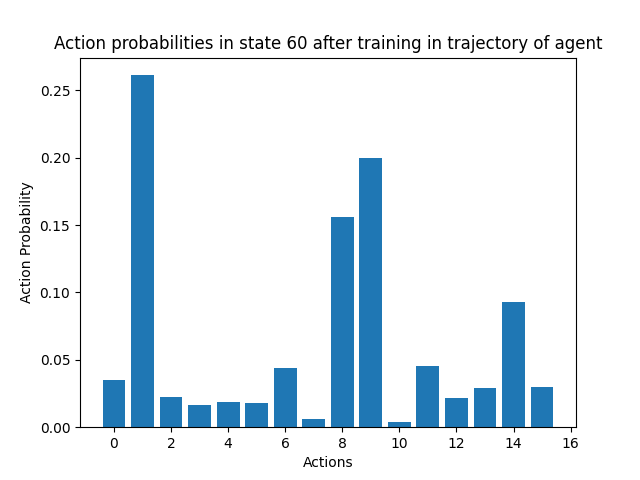 Action probabilities in state 60 after training in trajectory of agent
0.25
0.20
0.15
0.10
0.05
0.00
Action Probability
0 2 4 6 8 10 12 14 16
Actions